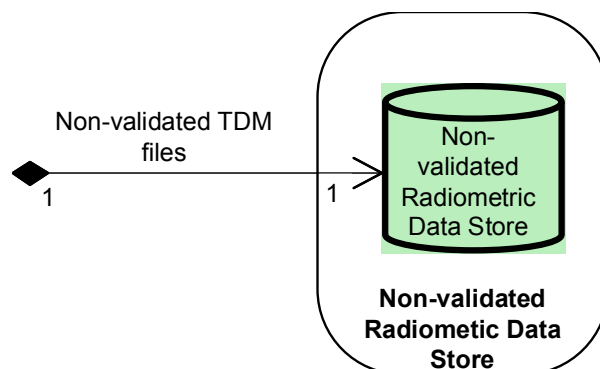 Non-validated TDM
files
1
1
Non-
validated
Radiometric
Data Store
Non-validated
Radiometic Data
Store